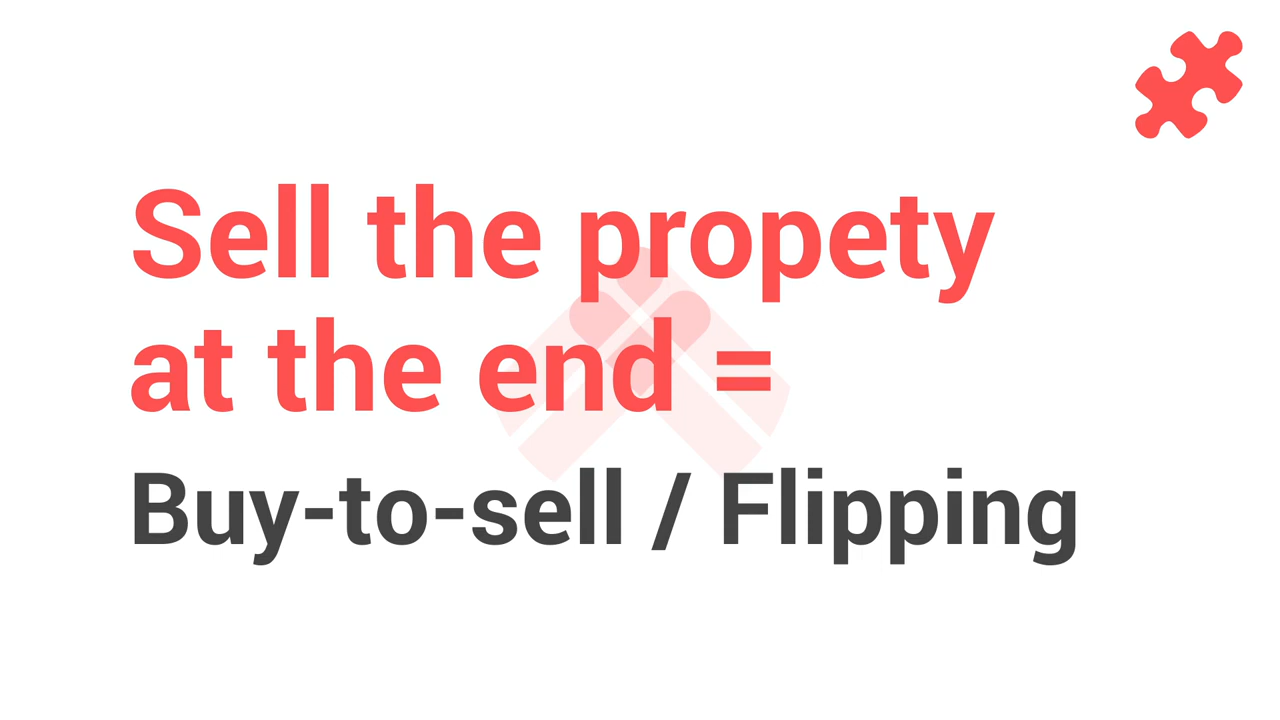 Sell the propety
at the end =
Buy-to-sell / Flipping